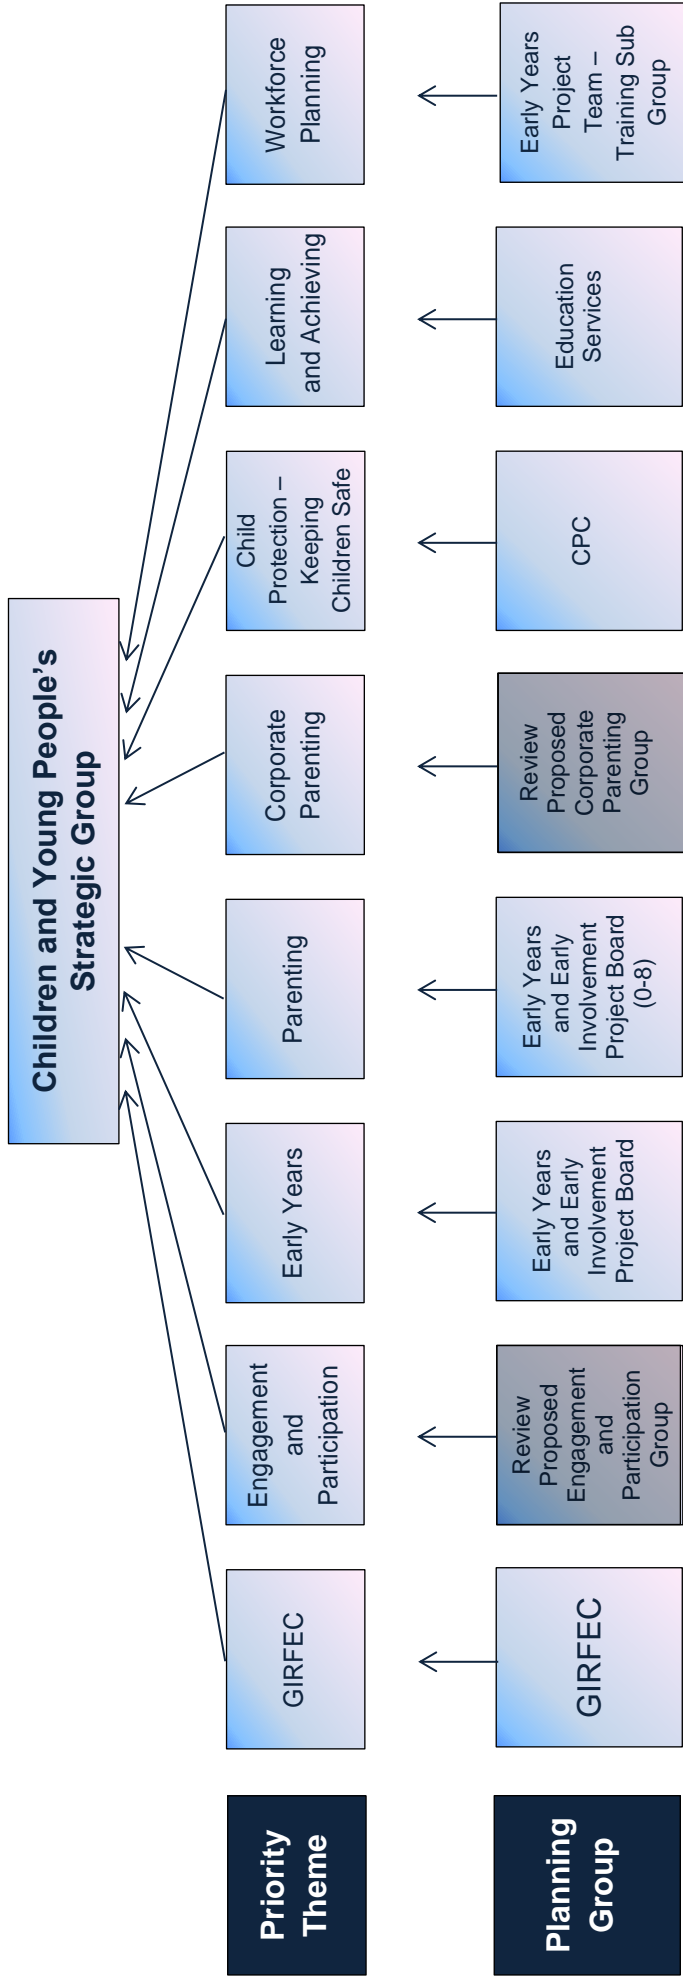 Children and Young People's
Strategic Group
Priority
Theme
GIRFEC
Engagement
and
Participation
Early Years
Parenting
Corporate
Parenting
Child
Protection –
Keeping
Children Safe
Learning
and Achieving
Workforce
Planning
Planning
Group
GIRFEC
Review
Proposed
Engagement
and
Participation
Group
Early Years
and Early
Involvement
Project Board
Early Years
and Early
Involvement
Project Board
(0-8)
Review
Proposed
Corporate
Parenting
Group
CPC
Education
Services
Early Years
Project
Team –
Training Sub
Group